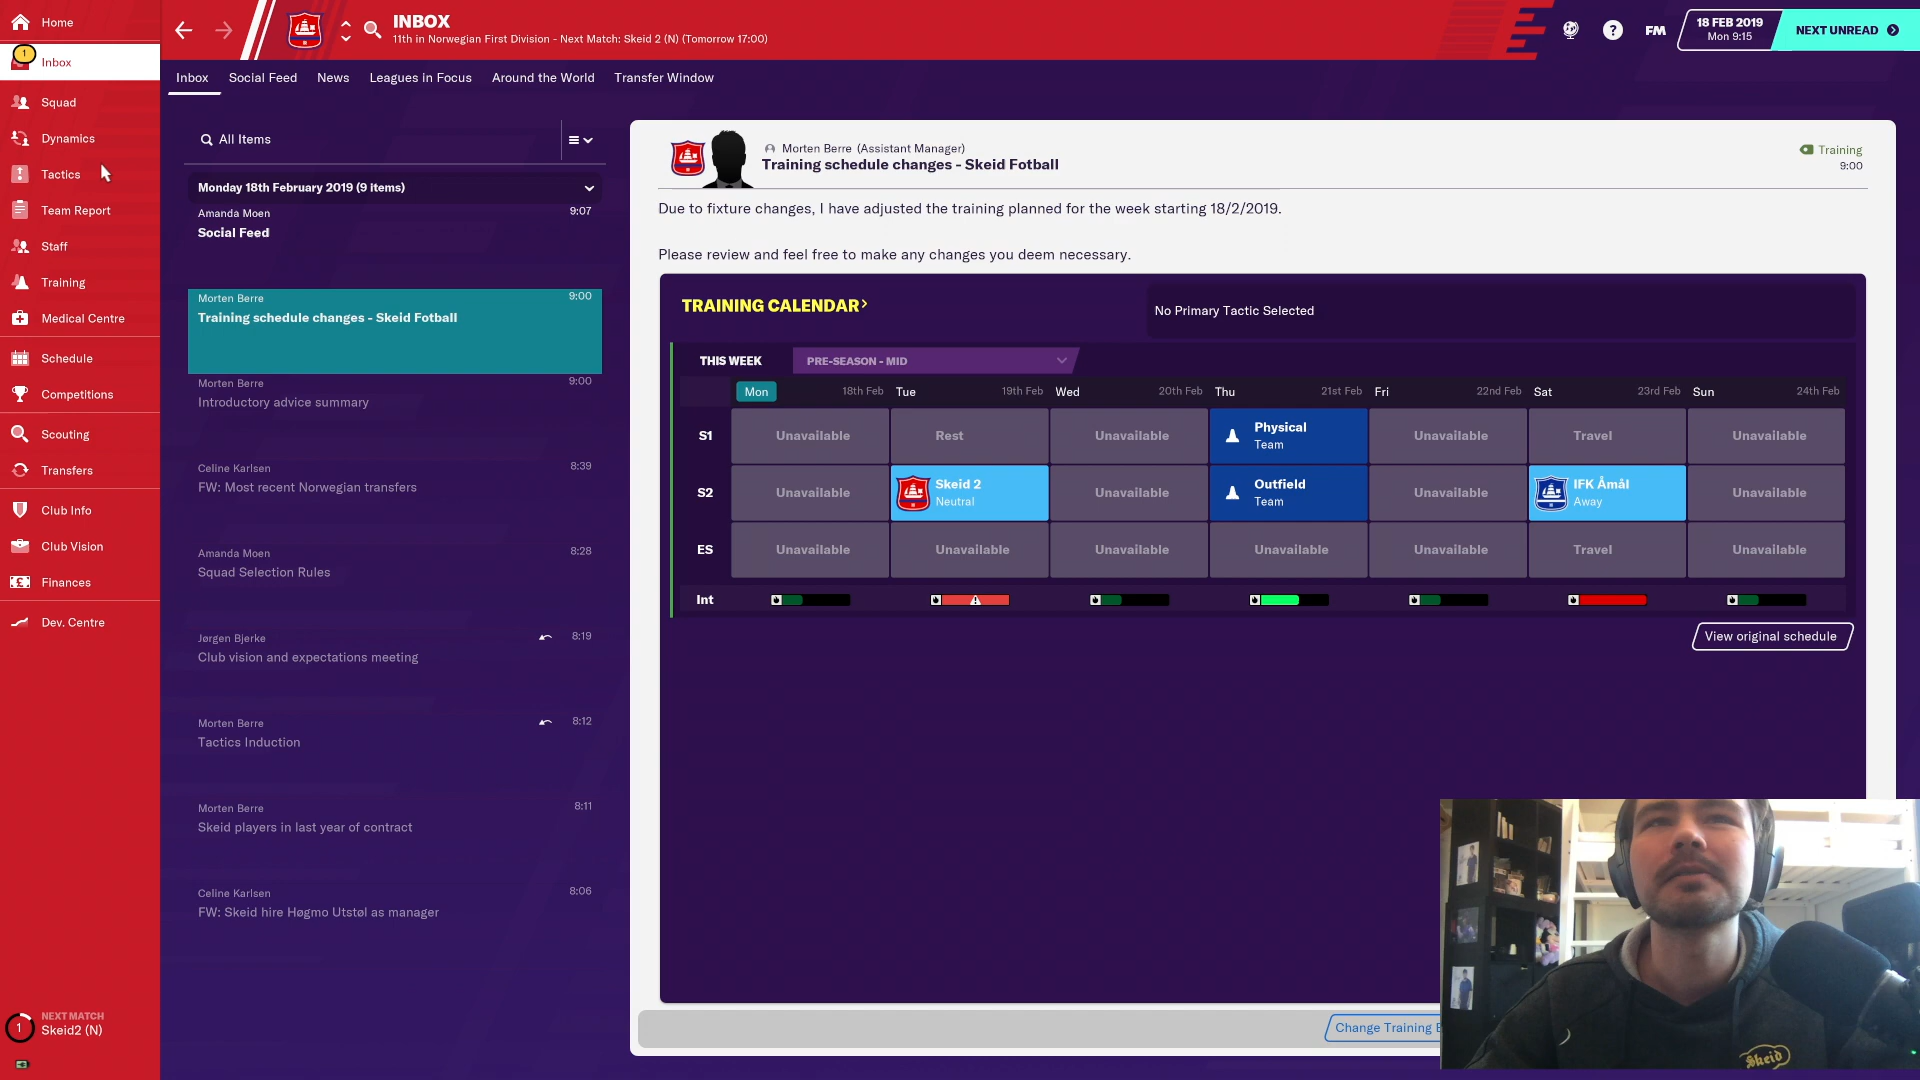 Home
1
Inbox
Squad
Dynamics
Tactics
Team Report
Staff
Training
Medical Centre
Schedule
Competitions
Scouting
Transfers
Club Info
Club Vision
Finances
Dev. Centre
1
NEXT MATCH
Skeid2 (N)
INBOX
11th in Norwegian First Division - Next Match: Skeid 2 (N) (Tomorrow 17:00)
?
FM
18 FEB 2019
Mon 9:15
NEXT UNREAD
Inbox Social Feed News Leagues in Focus Around the World Transfer Window
All Items
Monday 18th February 2019 (9 items)
Amanda Moen 9:07
Social Feed
Morten Berre 9:00
Training schedule changes - Skeid Fotball
Morten Berre 9:00
Introductory advice summary
Celine Karlsen 8:39
FW: Most recent Norwegian transfers
Amanda Moen 8:28
Squad Selection Rules
Jørgen Bjerke 8:19
Club vision and expectations meeting
Morten Berre 8:12
Tactics Induction
Morten Berre 8:11
Skeid players in last year of contract
Celine Karlsen 8:06
FW: Skeid hire Høgmo Utstøl as manager
Morten Berre (Assistant Manager)
Training schedule changes - Skeid Fotball
Training
9:00
Due to fixture changes, I have adjusted the training planned for the week starting 18/2/2019.
Please review and feel free to make any changes you deem necessary.
TRAINING CALENDAR
No Primary Tactic Selected
THIS WEEK PRE-SEASON - MID
Mon 18th Feb Tue 19th Feb Wed 20th Feb Thu 21st Feb Fri 22nd Feb Sat 23rd Feb Sun 24th Feb
S1 Unavailable Rest Unavailable Physical Team Unavailable Travel Unavailable
S2 Unavailable Skeid 2 Neutral Unavailable Outfield Team Unavailable IFK Åmål Away Unavailable
ES Unavailable Unavailable Unavailable Unavailable Unavailable Travel Unavailable
Int
View original schedule
Change Training
Skeid